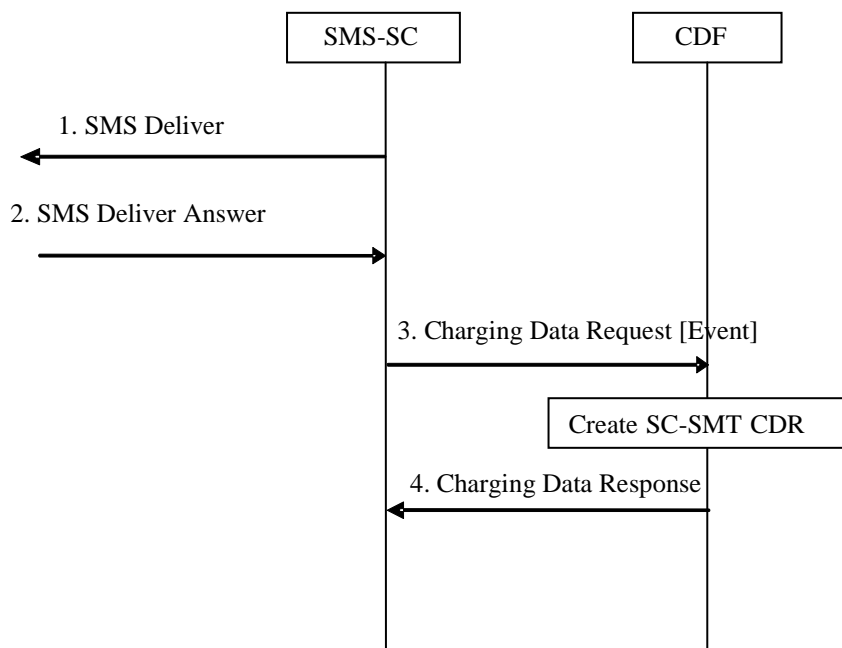 SMS-SC
CDF
1. SMS Deliver
2. SMS Deliver Answer
3. Charging Data Request [Event]
Create SC-SMT CDR
4. Charging Data Response